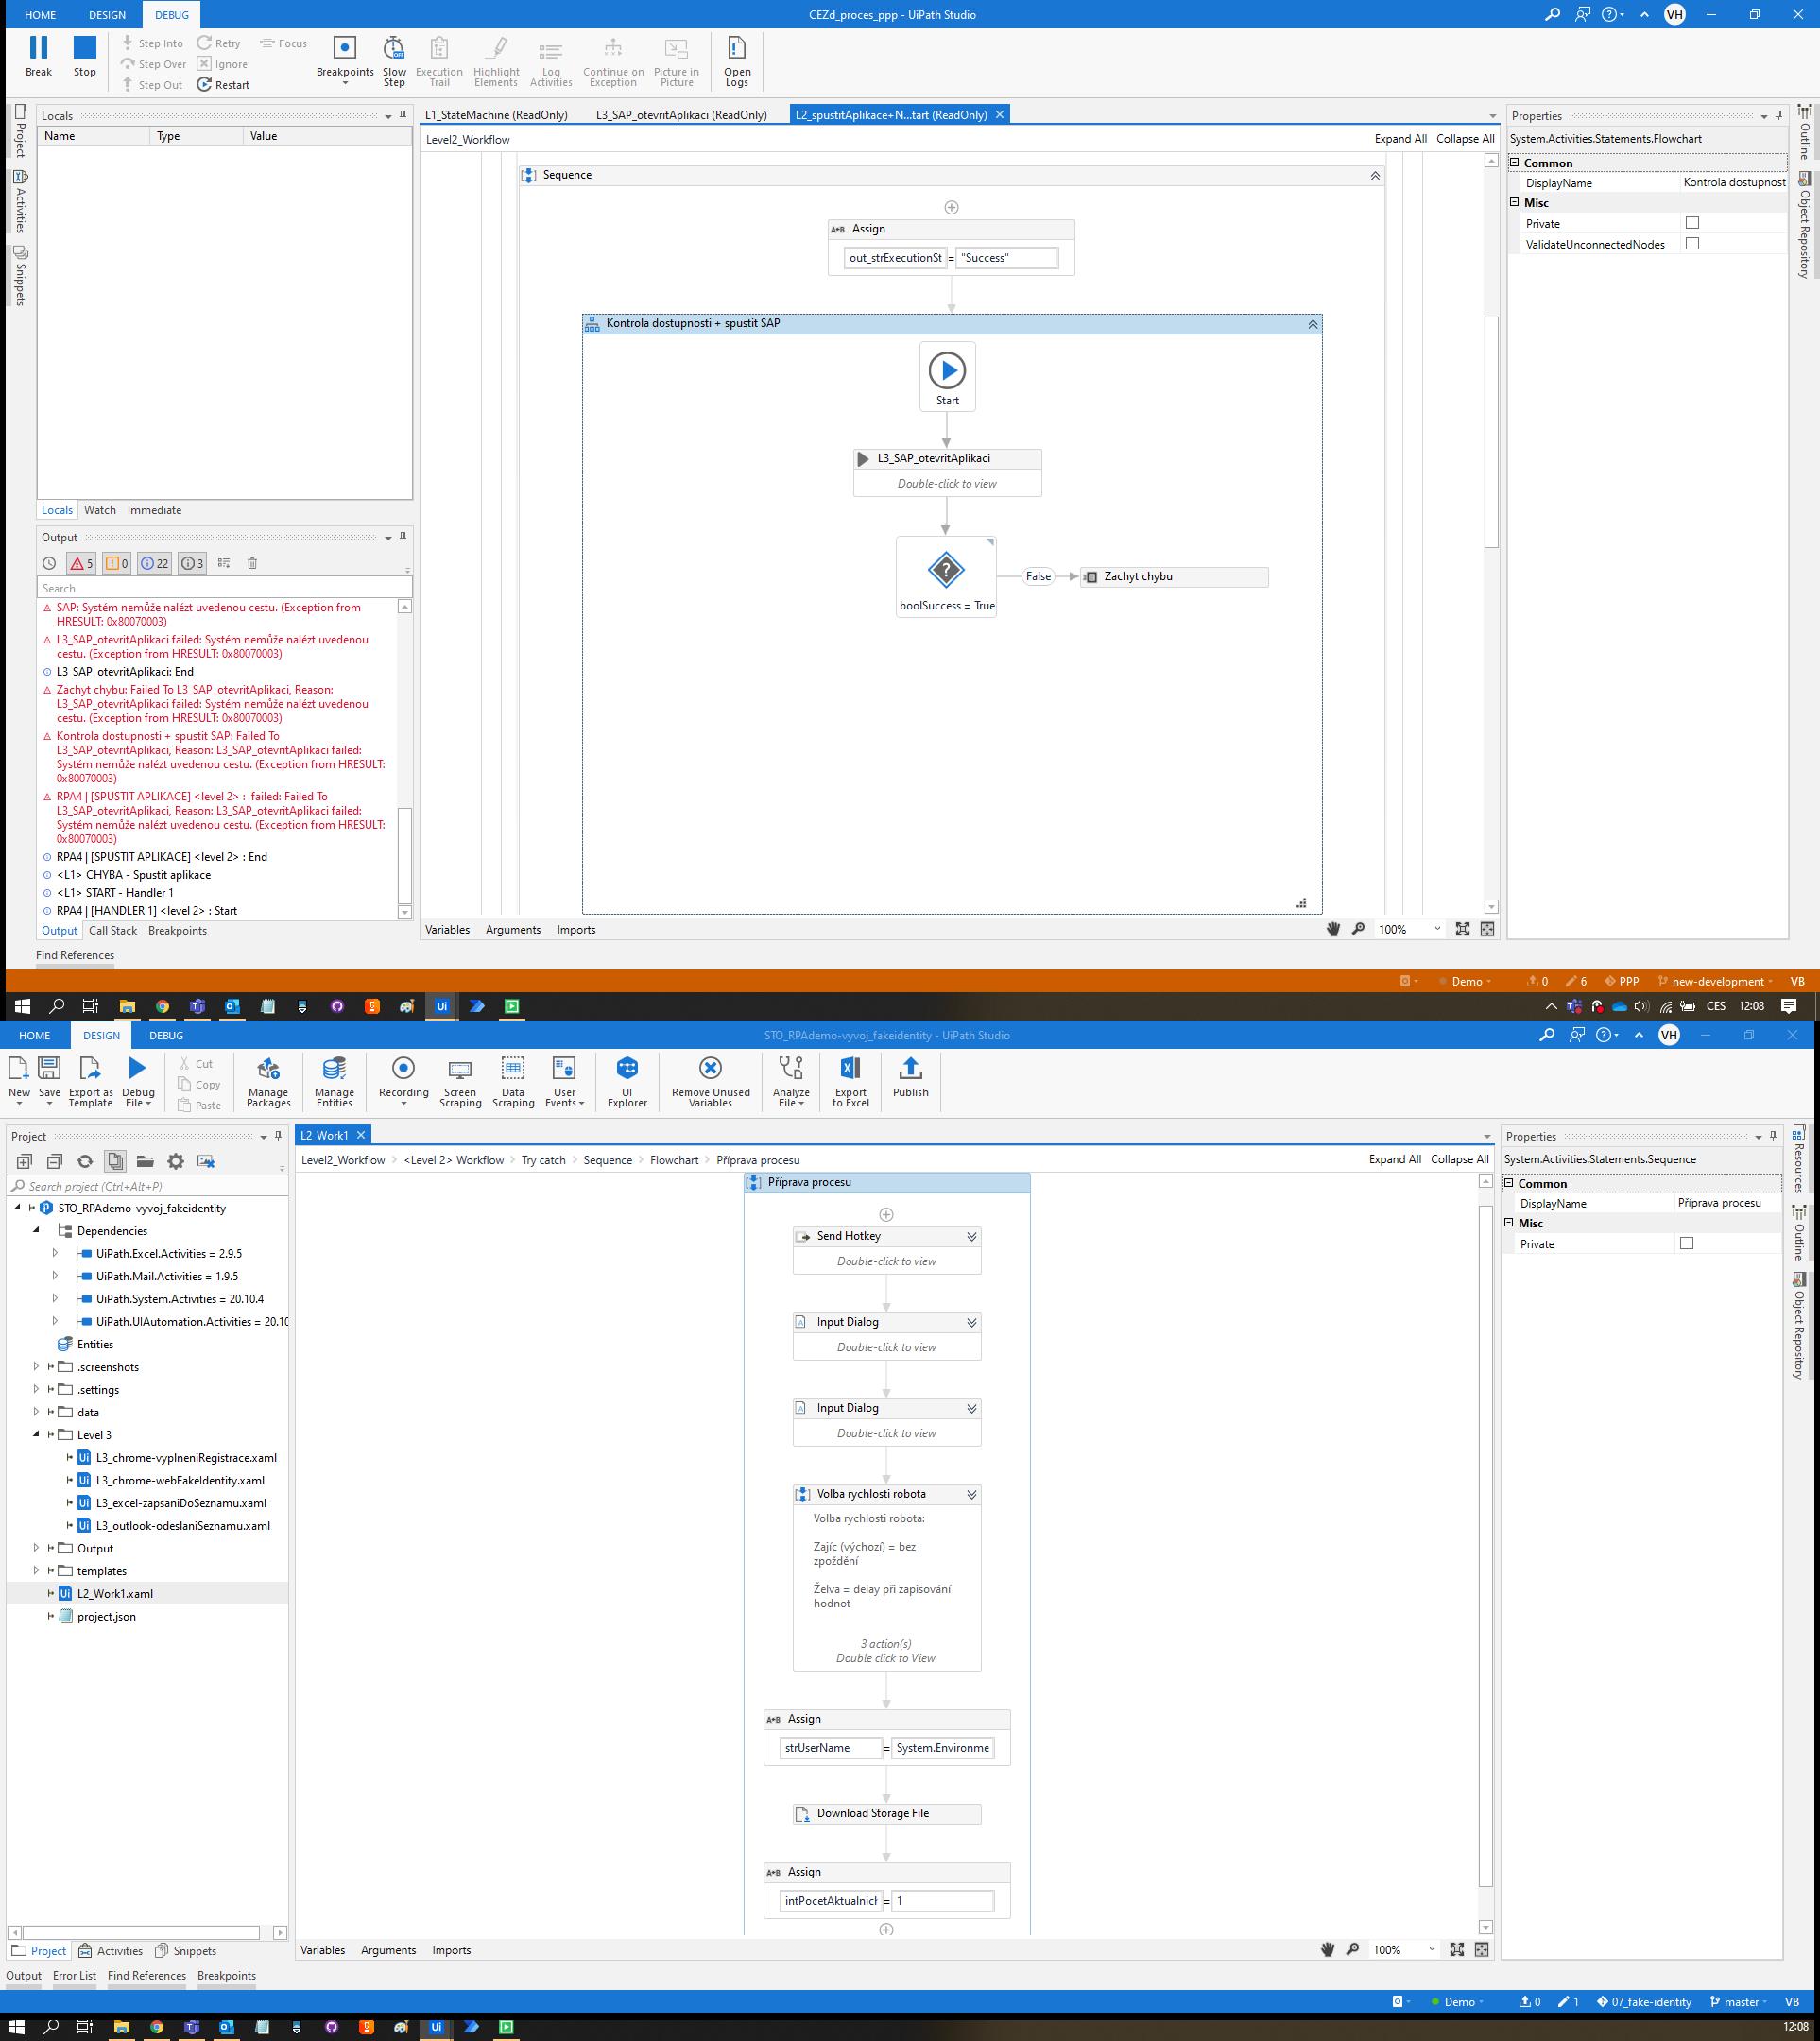 HOME DESIGN DEBUG
CEZd_proces_ppp - UiPath Studio
VH
Break
Stop
Step Into
Step Over
Step Out
Retry
Ignore
Restart
Focus
Breakpoints
Slow Step
Execution Trail
Highlight Elements
Log Activities
Continue on Exception
Picture in Picture
Open Logs
Project
Activities
Snippets
Locals
Name Type Value
Locals Watch Immediate
Output
5 0 22 3
Search
SAP: Systém nemůže nalézt uvedenou cestu. (Exception from
HRESULT: 0x80070003)
L3_SAP_otevritAplikaci failed: Systém nemůže nalézt uvedenou
cestu. (Exception from HRESULT: 0x80070003)
L3_SAP_otevritAplikaci: End
Zachyt chybu: Failed To L3_SAP_otevritAplikaci, Reason:
L3_SAP_otevritAplikaci failed: Systém nemůže nalézt uvedenou
cestu. (Exception from HRESULT: 0x80070003)
Kontrola dostupnosti + spustit SAP: Failed To
L3_SAP_otevritAplikaci, Reason: L3_SAP_otevritAplikaci failed:
Systém nemůže nalézt uvedenou cestu. (Exception from HRESULT:
0x80070003)
RPA4 | [SPUSTIT APLIKACE] <level 2> :  failed: Failed To
L3_SAP_otevritAplikaci, Reason: L3_SAP_otevritAplikaci failed:
Systém nemůže nalézt uvedenou cestu. (Exception from HRESULT:
0x80070003)
RPA4 | [SPUSTIT APLIKACE] <level 2> : End
<L1> CHYBA - Spustit aplikace
<L1> START - Handler 1
RPA4 | [HANDLER 1] <level 2> : Start
Output Call Stack Breakpoints
Find References
L1_StateMachine (ReadOnly) L3_SAP_otevritAplikaci (ReadOnly) L2_spustitAplikace+N...tart (ReadOnly)
Level2_Workflow
Expand All Collapse All
Sequence
A*B Assign
out_strExecutionSt = "Success"
Kontrola dostupnosti + spustit SAP
Start
L3_SAP_otevritAplikaci
Double-click to view
boolSuccess = True
False
Zachyt chybu
Variables Arguments Imports
100%
Properties
System.Activities.Statements.Flowchart
Common
DisplayName Kontrola dostupnost
Misc
Private
ValidateUnconnectedNodes
Outline
Object Repository
Demo 0 6 PPP new-development VB
CES 12:08
HOME DESIGN DEBUG
STO_RPAdemo-vyvoj_fakeidentity - UiPath Studio
VH
New
Save
Export as Template
Debug File
Cut
Copy
Paste
Manage Packages
Manage Entities
Recording
Screen Scraping
Data Scraping
User Events
UI Explorer
Remove Unused Variables
Analyze File
Export to Excel
Publish
Project
Search project (Ctrl+Alt+P)
STO_RPAdemo-vyvoj_fakeidentity
Dependencies
UiPath.Excel.Activities = 2.9.5
UiPath.Mail.Activities = 1.9.5
UiPath.System.Activities = 20.10.4
UiPath.UIAutomation.Activities = 20.10
Entities
.screenshots
.settings
data
Level 3
L3_chrome-vyplneniRegistrace.xaml
L3_chrome-webFakeIdentity.xaml
L3_excel-zapsaniDoSeznamu.xaml
L3_outlook-odeslaniSeznamu.xaml
Output
templates
L2_Work1.xaml
project.json
Project Activities Snippets
Output Error List Find References Breakpoints
L2_Work1
Level2_Workflow > <Level 2> Workflow > Try catch > Sequence > Flowchart > Příprava procesu
Expand All Collapse All
Příprava procesu
Send Hotkey
Double-click to view
Input Dialog
Double-click to view
Input Dialog
Double-click to view
Volba rychlosti robota
Volba rychlosti robota:
Zajíc (výchozí) = bez
zpoždění
Želva = delay při zapisování
hodnot
3 action(s)
Double click to View
A*B Assign
strUserName = System.Environme
Download Storage File
A*B Assign
intPocetAktualnich = 1
Variables Arguments Imports
100%
Properties
System.Activities.Statements.Sequence
Common
DisplayName Příprava procesu
Misc
Private
Resources
Outline
Object Repository
Demo 0 1 07_fake-identity master VB
12:08